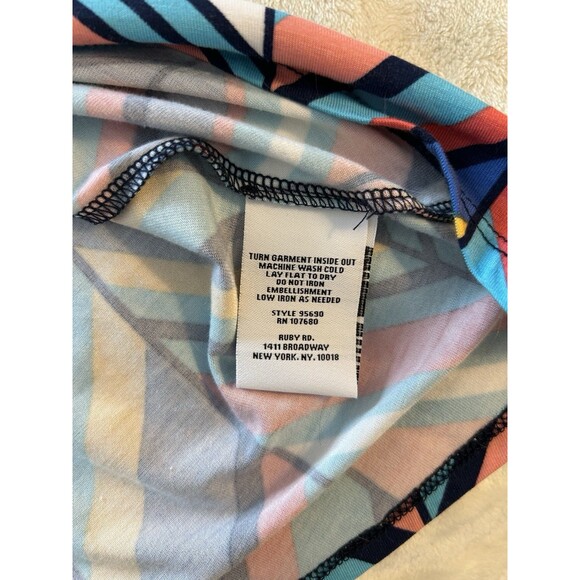 TURN GARMENT INSIDE OUT
MACHINE WASH COLD
LAY FLAT TO DRY
DO NOT IRON
EMBELLISHMENT
LOW IRON AS NEEDED
STYLE 95690
RN 107680
RUBY RD.
1411 BROADWAY
NEW YORK, NY, 10018